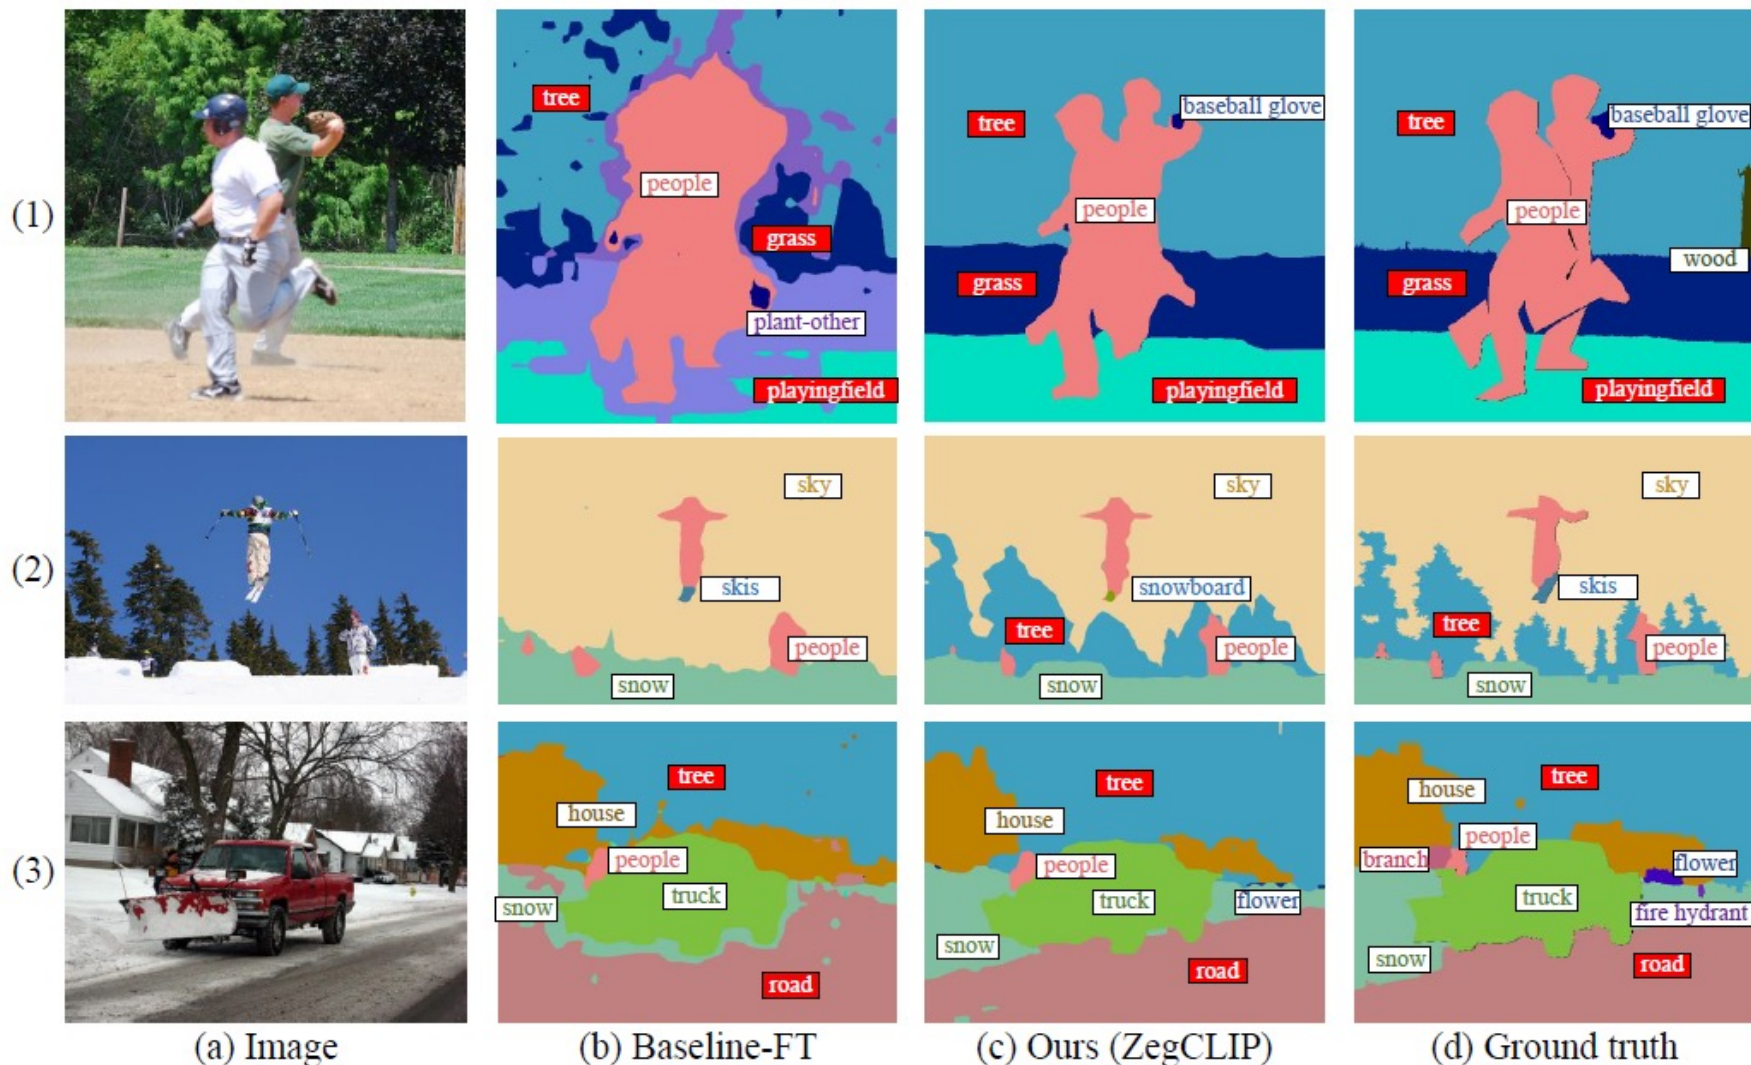 (1)
tree
people
grass
plant-other
playingfield
baseball glove
tree
people
grass
playingfield
baseball glove
tree
people
wood
grass
playingfield
(2)
sky
skis
people
snow
sky
snowboard
tree
people
snow
sky
skis
tree
people
snow
(3)
tree
house
people
truck
snow
road
tree
house
people
truck
flower
snow
road
tree
house
people
branch
flower
truck
fire hydrant
snow
road
(a) Image
(b) Baseline-FT
(c) Ours (ZegCLIP)
(d) Ground truth